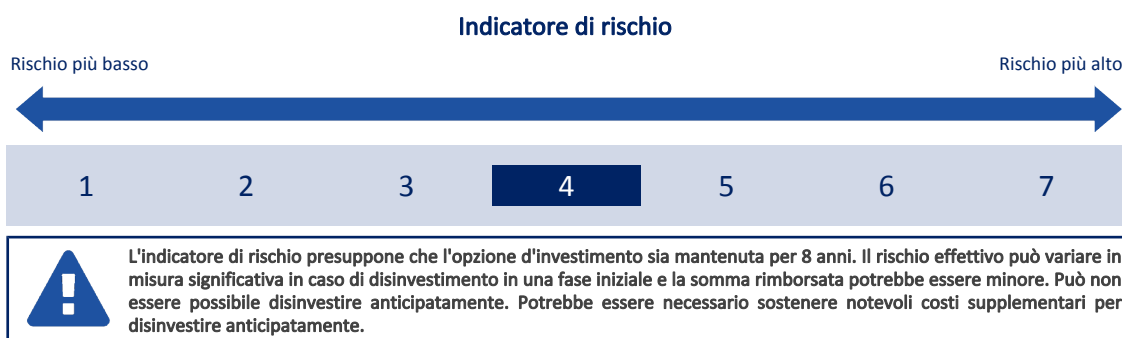 Indicatore di rischio
Rischio più basso
Rischio più alto
1 2 3 4 5 6 7
L'indicatore di rischio presuppone che l'opzione d'investimento sia mantenuta per 8 anni. Il rischio effettivo può variare in
misura significativa in caso di disinvestimento in una fase iniziale e la somma rimborsata potrebbe essere minore. Può non
essere possibile disinvestire anticipatamente. Potrebbe essere necessario sostenere notevoli costi supplementari per
disinvestire anticipatamente.